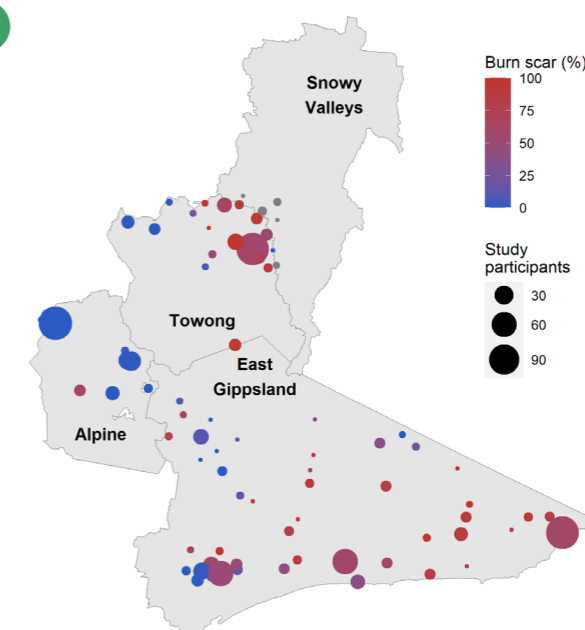 Snowy
Valleys
Towong
East
Gippsland
Alpine
Burn scar (%)
100
75
50
25
0
Study
participants
30
60
90